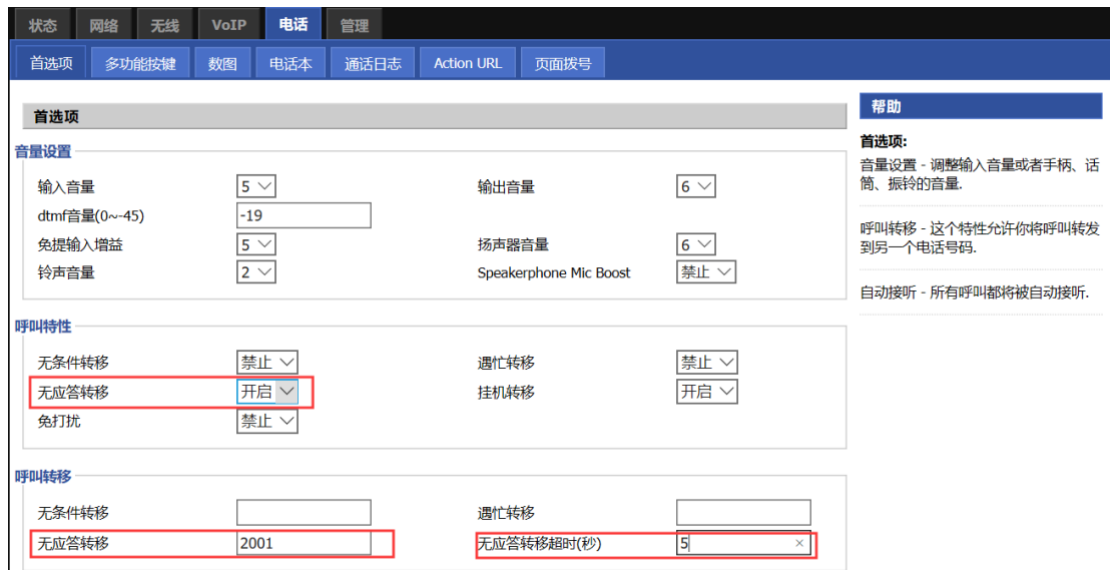 状态 网络 无线 VoIP 电话 管理
首选项 多功能按键 数图 电话本 通话日志 Action URL 页面拨号
首选项
音量设置
输入音量 5 输出音量 6
dtmf音量(0~-45) -19
免提输入增益 5 扬声器音量 6
铃声音量 2 Speakerphone Mic Boost 禁止
呼叫特性
无条件转移 禁止 遇忙转移 禁止
无应答转移 开启 挂机转移 开启
免打扰 禁止
呼叫转移
无条件转移 遇忙转移
无应答转移 2001 无应答转移超时(秒) 5 ×
帮助
首选项:
音量设置 - 调整输入音量或者手柄、话
筒、振铃的音量.
呼叫转移 - 这个特性允许你将呼叫转发
到另一个电话号码.
自动接听 - 所有呼叫都将被自动接听.